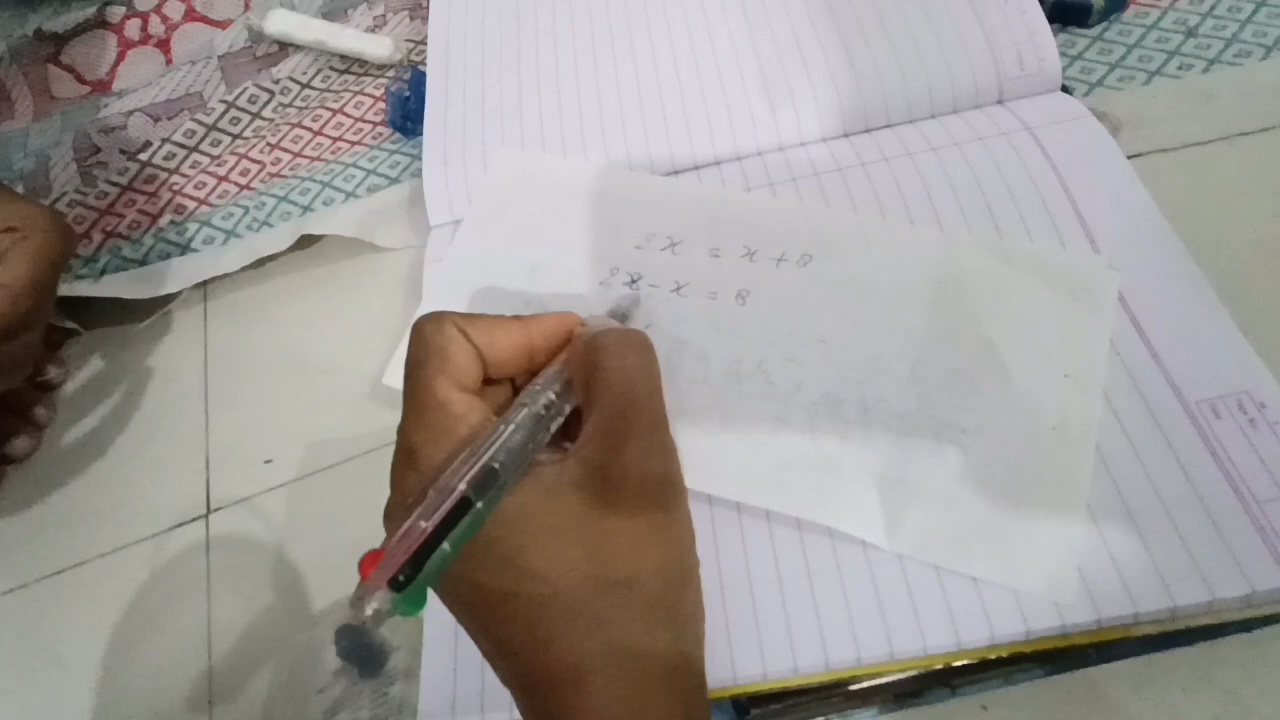 2x = x + 8
2x - x = 8